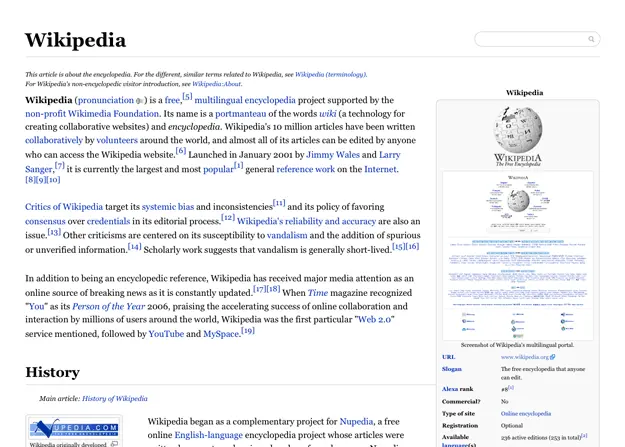 Wikipedia
This article is about the encyclopedia. For the different, similar terms related to Wikipedia, see Wikipedia (terminology).
For Wikipedia's non-encyclopedic visitor introduction, see Wikipedia:About.
Wikipedia (pronunciation) is a free,[5] multilingual encyclopedia project supported by the
non-profit Wikimedia Foundation. Its name is a portmanteau of the words wiki (a technology for
creating collaborative websites) and encyclopedia. Wikipedia's 10 million articles have been written
collaboratively by volunteers around the world, and almost all of its articles can be edited by anyone
who can access the Wikipedia website.[6] Launched in January 2001 by Jimmy Wales and Larry
Sanger,[7] it is currently the largest and most popular[1] general reference work on the Internet.
[8][9][10]
Critics of Wikipedia target its systemic bias and inconsistencies[11] and its policy of favoring
consensus over credentials in its editorial process.[12] Wikipedia's reliability and accuracy are also an
issue.[13] Other criticisms are centered on its susceptibility to vandalism and the addition of spurious
or unverified information.[14] Scholarly work suggests that vandalism is generally short-lived.[15][16]
In addition to being an encyclopedic reference, Wikipedia has received major media attention as an
online source of breaking news as it is constantly updated.[17][18] When Time magazine recognized
"You" as its Person of the Year 2006, praising the accelerating success of online collaboration and
interaction by millions of users around the world, Wikipedia was the first particular "Web 2.0"
service mentioned, followed by YouTube and MySpace.[19]
History
Main article: History of Wikipedia
NUPEDIA.COM
Wikipedia originally developed
Wikipedia began as a complementary project for Nupedia, a free
online English-language encyclopedia project whose articles were
Wikipedia
WIKIPEDIA
The Free Encyclopedia
WIKIPEDIA
Screenshot of Wikipedia's multilingual portal.
URL www.wikipedia.org
Slogan The free encyclopedia that anyone
can edit.
Alexa rank #8[1]
Commercial? No
Type of site Online encyclopedia
Registration Optional
Available 236 active editions (253 in total)[2]
language(s)